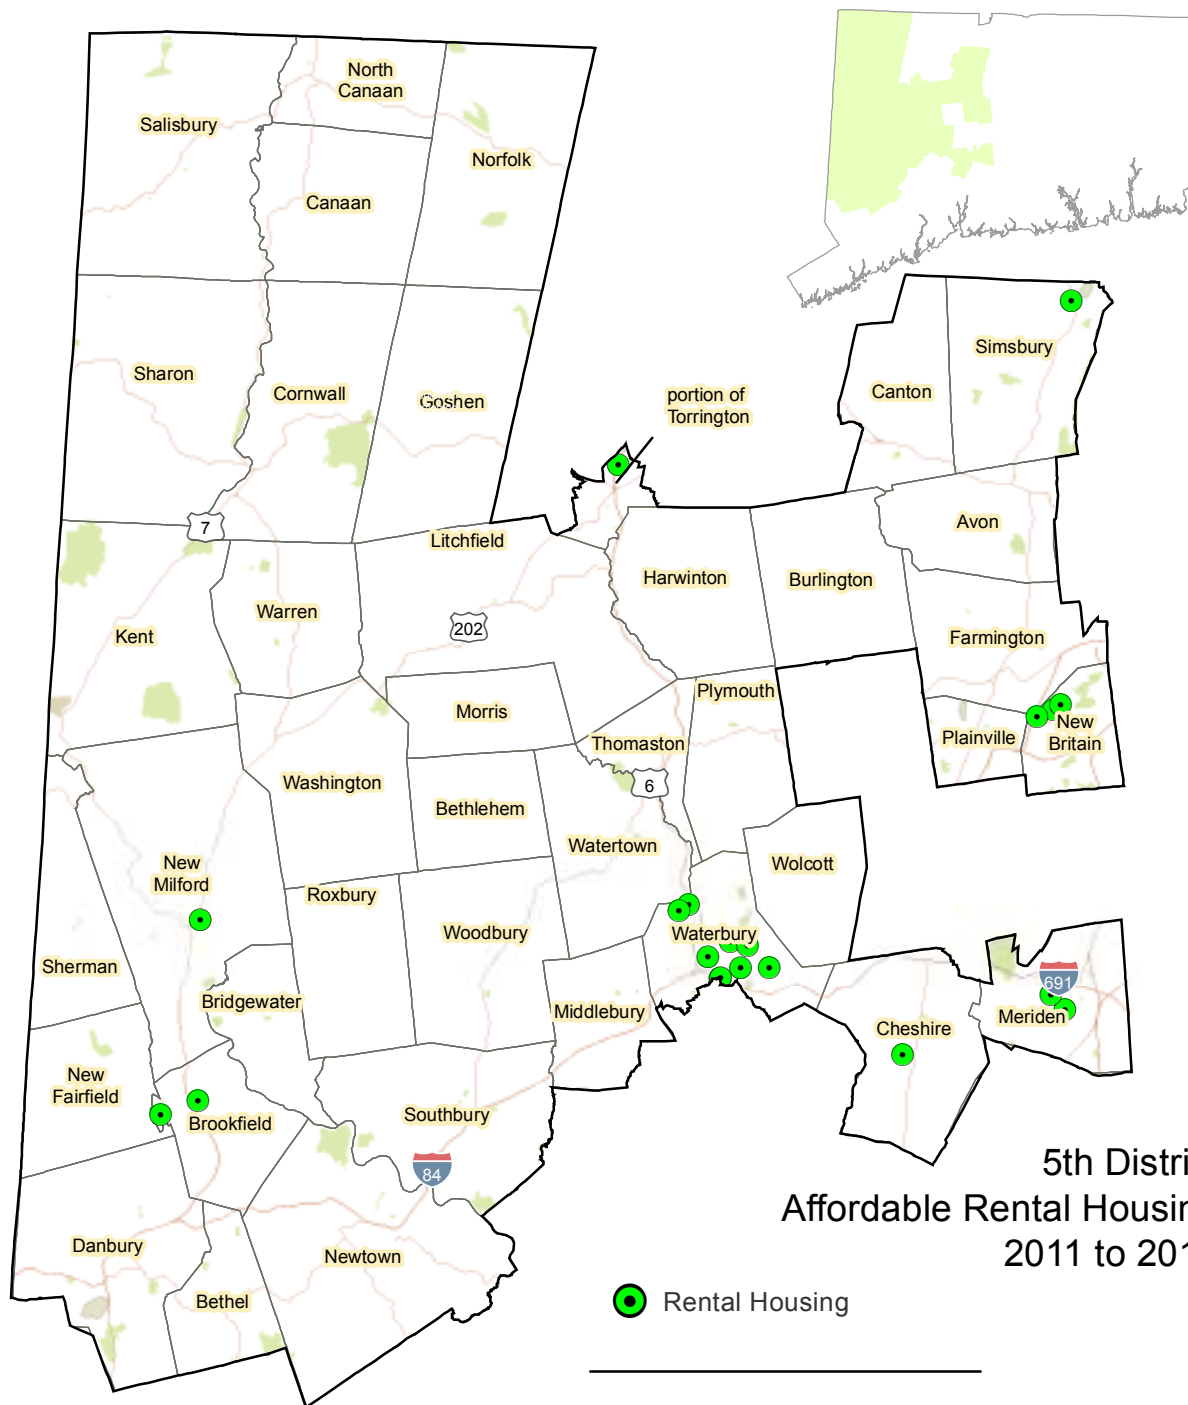 North
Canaan
Salisbury
Norfolk
Canaan
Simsbury
Sharon
Cornwall
Goshen
portion of
Torrington
Canton
7
Litchfield
Avon
Harwinton
Burlington
Warren
202
Kent
Farmington
Plymouth
Morris
New
Britain
Plainville
Thomaston
Washington
6
Bethlehem
Watertown
New
Milford
Wolcott
Roxbury
Woodbury
Waterbury
Sherman
691
Bridgewater
Middlebury
Meriden
Cheshire
New
Fairfield
Brookfield
Southbury
84
5th Distri
Affordable Rental Housin
2011 to 201
Danbury
Newtown
Bethel
Rental Housing